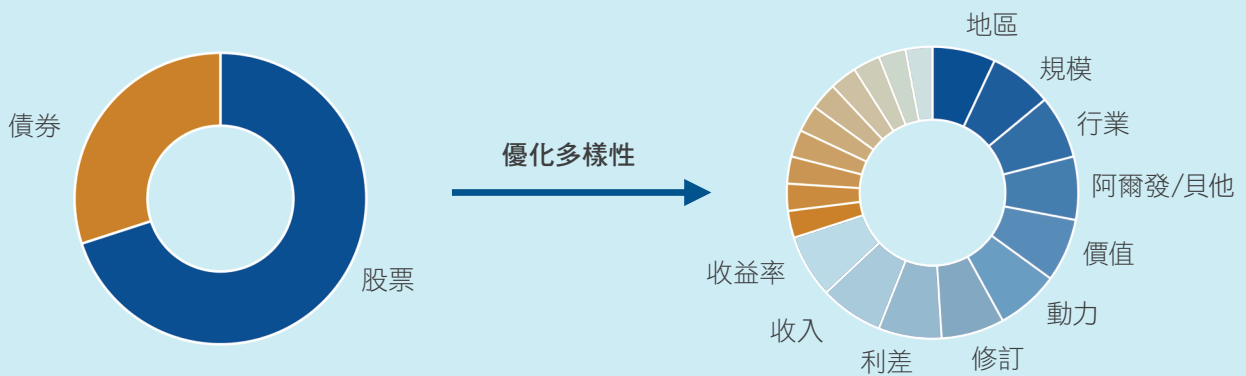 債券
股票
優化多樣性
地區
規模
行業
阿爾發/貝他
價值
動力
修訂
利差
收入
收益率